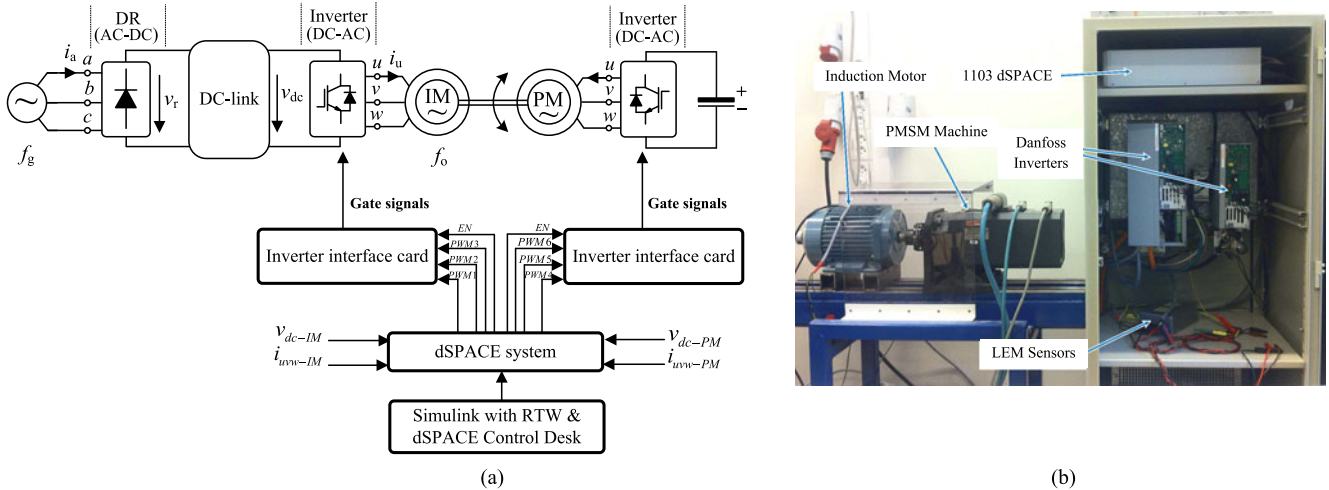 DR
(AC-DC)
Inverter
(DC-AC)
Inverter
(DC-AC)
i_a
a
b
c
f_g
v_r
DC-link
v_dc
u
v
w
i_u
IM
f_o
PM
u
v
w
+
−
Gate signals
Gate signals
Inverter interface card
EN
PWM3
PWM2
PWM1
EN
PWM6
PWM5
PWM4
Inverter interface card
v_dc−IM
i_uvw−IM
dSPACE system
v_dc−PM
i_uvw−PM
Simulink with RTW &
dSPACE Control Desk
(a)
Induction Motor
1103 dSPACE
PMSM Machine
Danfoss
Inverters
LEM Sensors
(b)